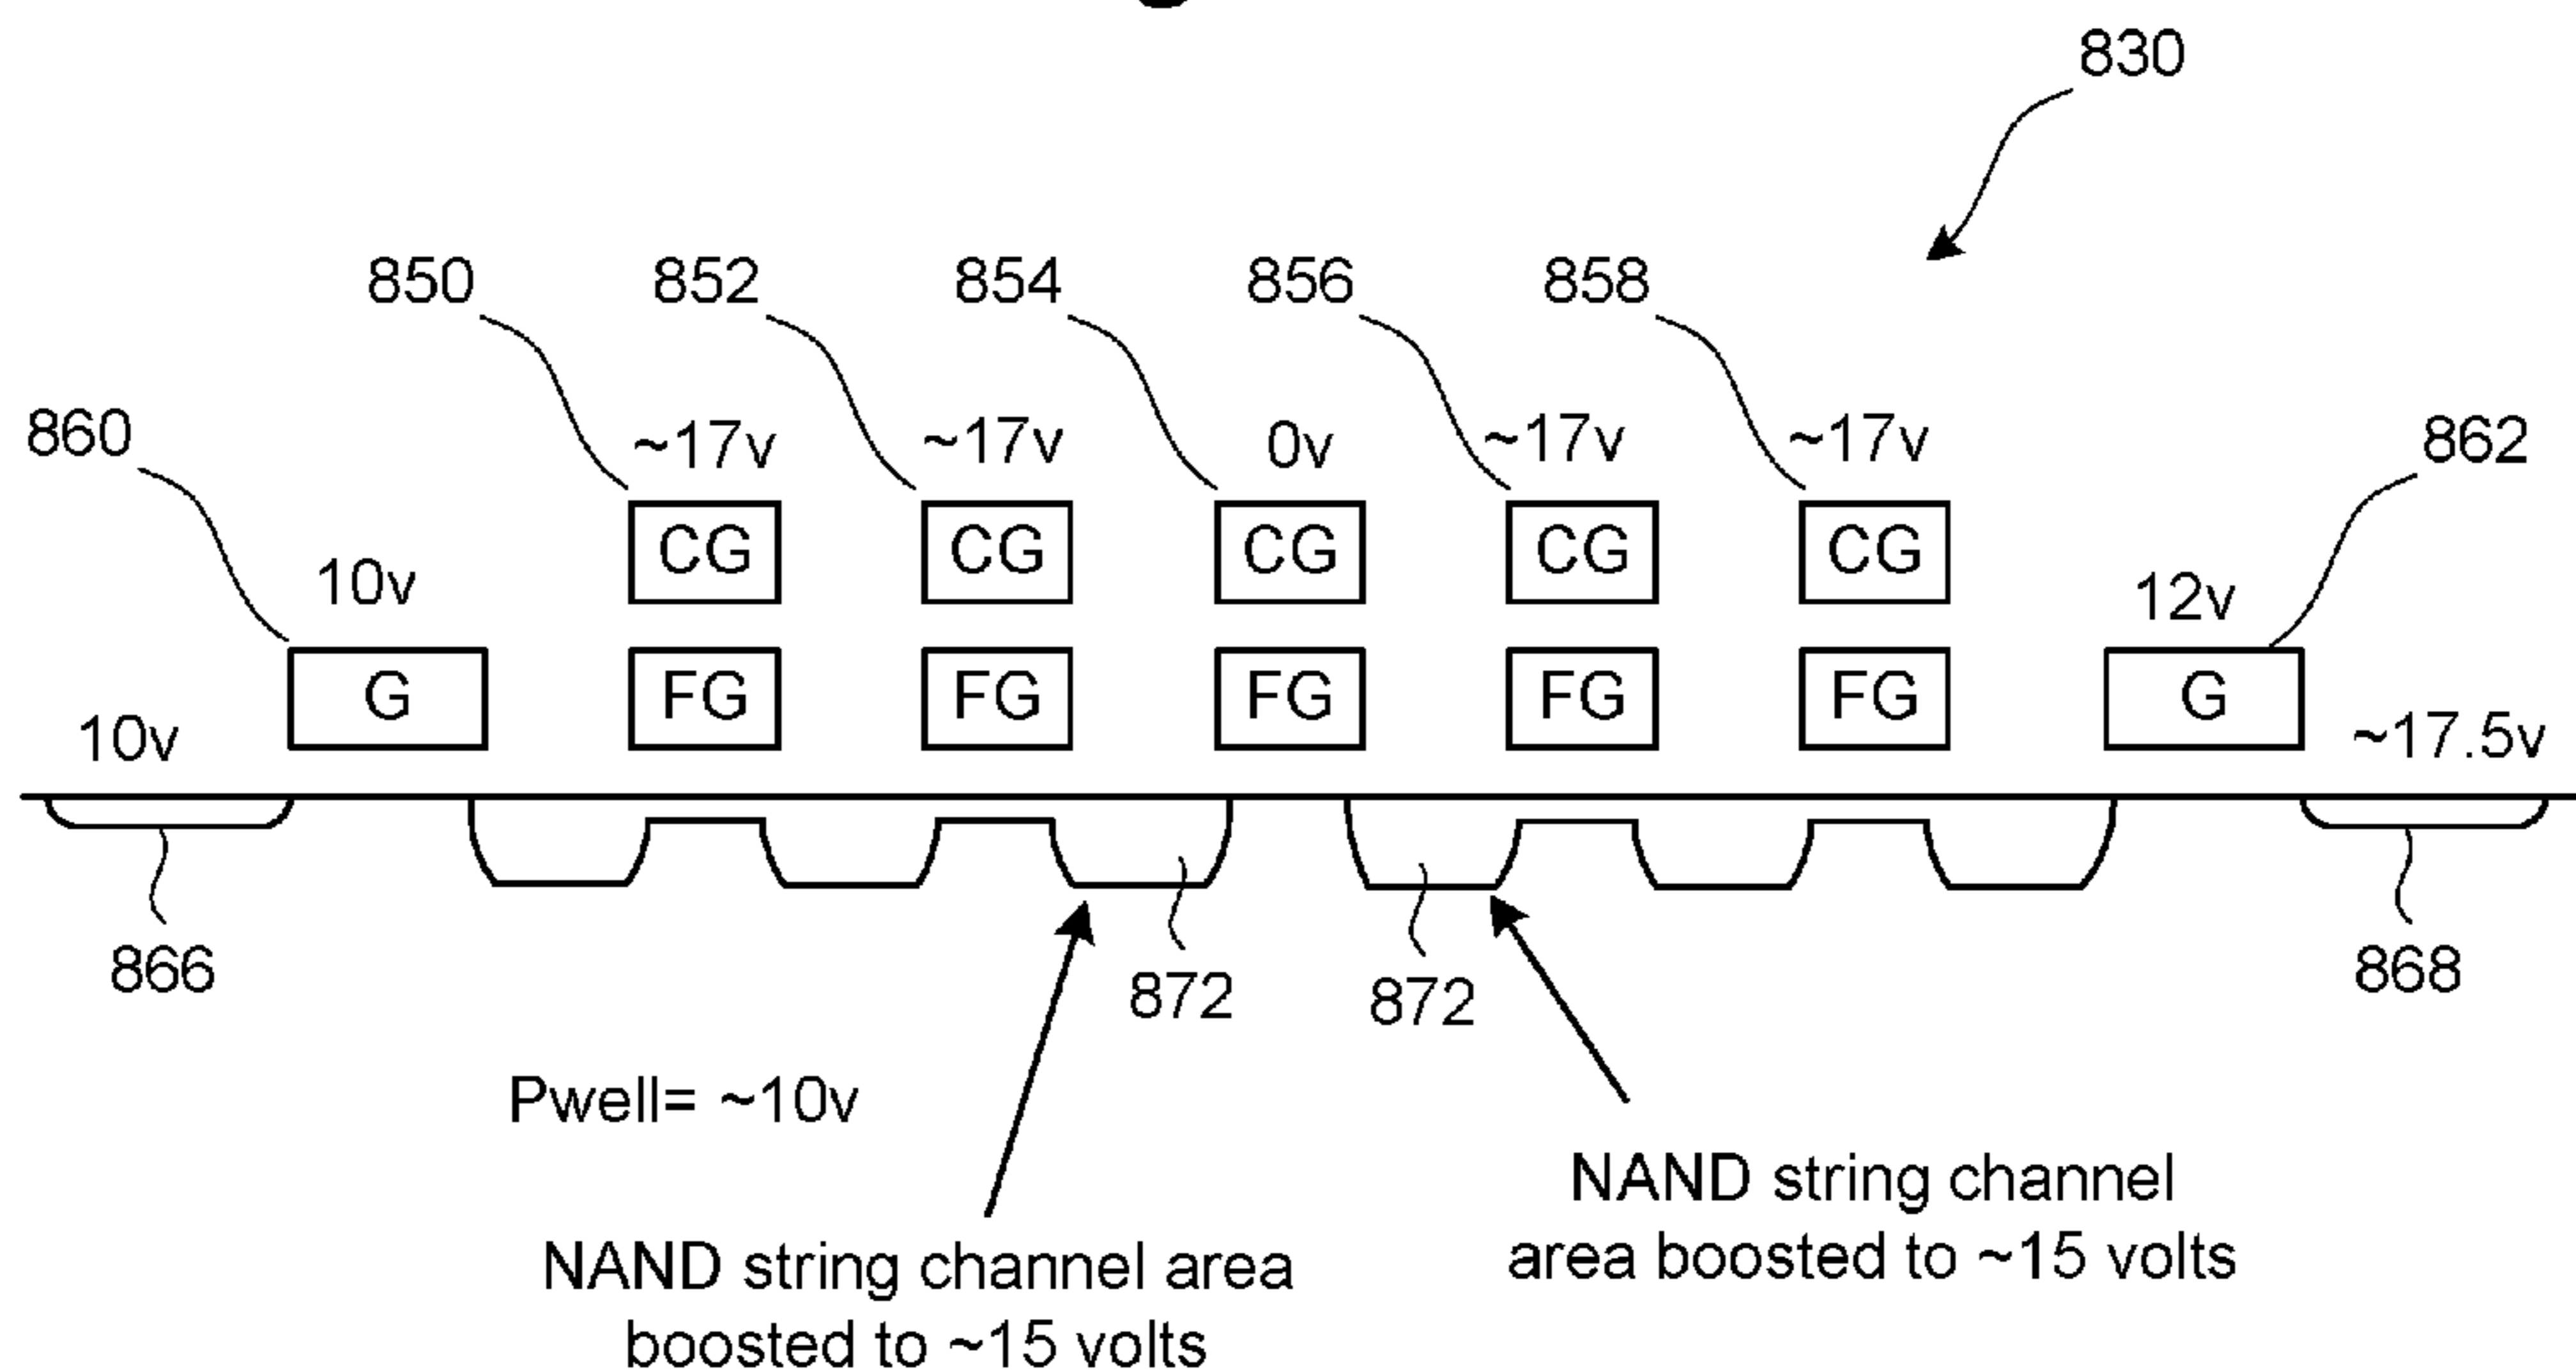 830
850 852 854 856 858
860 ~17v ~17v 0v ~17v ~17v 862
CG CG CG CG CG
10v 12v
G FG FG FG FG FG G
10v ~17.5v
866 872 872 868
Pwell= ~10v
NAND string channel area
boosted to ~15 volts
NAND string channel
area boosted to ~15 volts